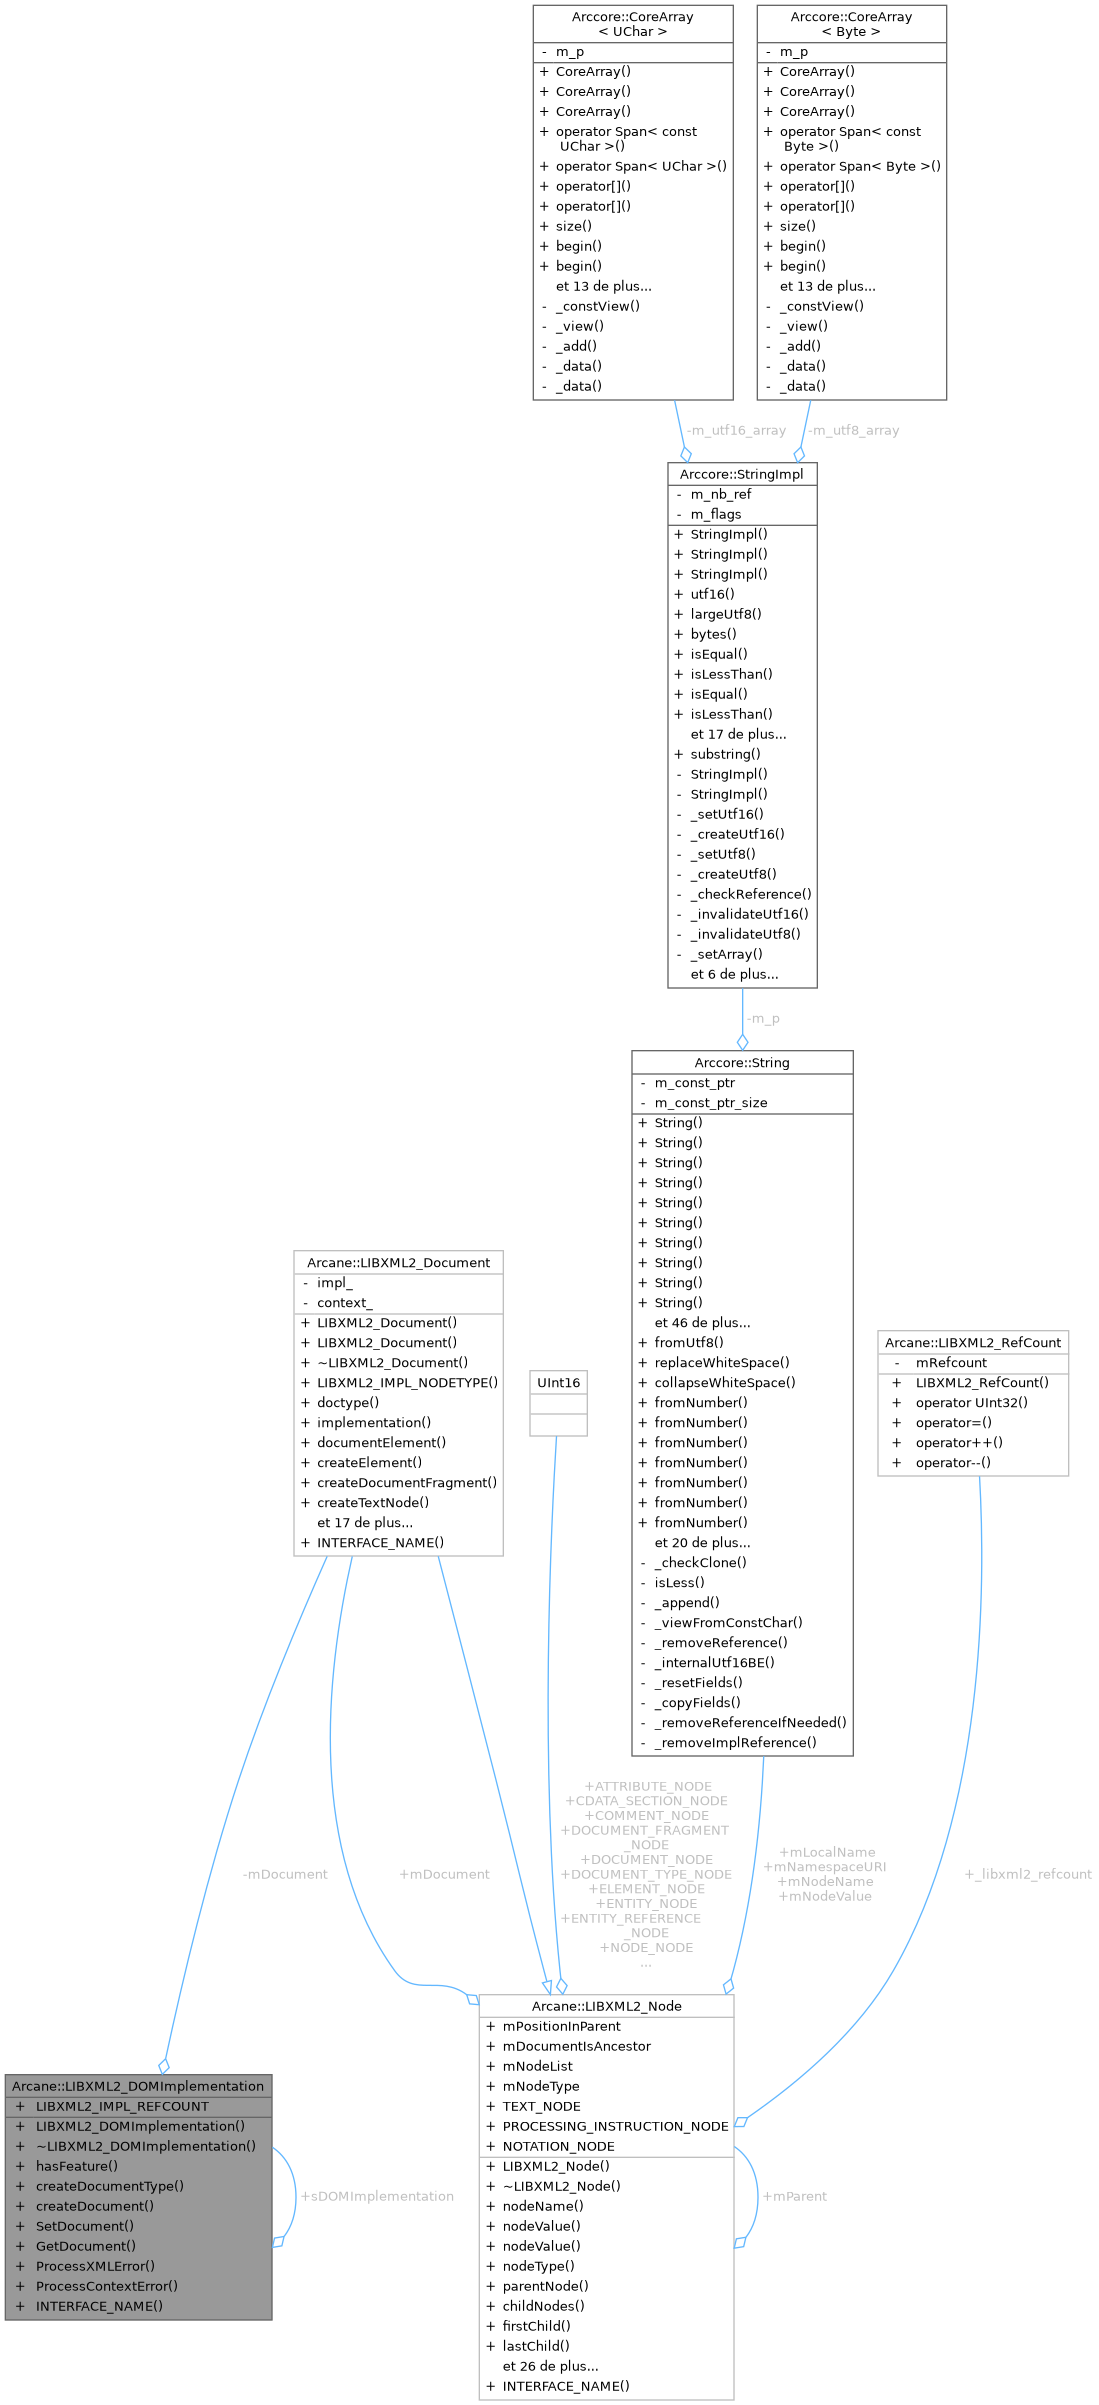 Arccore::CoreArray
< UChar >
- m_p
+ CoreArray()
+ CoreArray()
+ CoreArray()
+ operator Span< const
UChar >()
+ operator Span< UChar >()
+ operator[]()
+ operator[]()
+ size()
+ begin()
+ begin()
et 13 de plus...
- _constView()
- _view()
- _add()
- _data()
- _data()
Arccore::CoreArray
< Byte >
- m_p
+ CoreArray()
+ CoreArray()
+ CoreArray()
+ operator Span< const
Byte >()
+ operator Span< Byte >()
+ operator[]()
+ operator[]()
+ size()
+ begin()
+ begin()
et 13 de plus...
- _constView()
- _view()
- _add()
- _data()
- _data()
-m_utf16_array
-m_utf8_array
Arccore::StringImpl
- m_nb_ref
- m_flags
+ StringImpl()
+ StringImpl()
+ StringImpl()
+ utf16()
+ largeUtf8()
+ bytes()
+ isEqual()
+ isLessThan()
+ isEqual()
+ isLessThan()
et 17 de plus...
+ substring()
- StringImpl()
- StringImpl()
- _setUtf16()
- _createUtf16()
- _setUtf8()
- _createUtf8()
- _checkReference()
- _invalidateUtf16()
- _invalidateUtf8()
- _setArray()
et 6 de plus...
-m_p
Arccore::String
- m_const_ptr
- m_const_ptr_size
+ String()
+ String()
+ String()
+ String()
+ String()
+ String()
+ String()
+ String()
+ String()
+ String()
et 46 de plus...
+ fromUtf8()
+ replaceWhiteSpace()
+ collapseWhiteSpace()
+ fromNumber()
+ fromNumber()
+ fromNumber()
+ fromNumber()
+ fromNumber()
+ fromNumber()
+ fromNumber()
et 20 de plus...
- _checkClone()
- isLess()
- _append()
- _viewFromConstChar()
- _removeReference()
- _internalUtf16BE()
- _resetFields()
- _copyFields()
- _removeReferenceIfNeeded()
- _removeImplReference()
Arcane::LIBXML2_Document
- impl_
- context_
+ LIBXML2_Document()
+ LIBXML2_Document()
+ ~LIBXML2_Document()
+ LIBXML2_IMPL_NODETYPE()
+ doctype()
+ implementation()
+ documentElement()
+ createElement()
+ createDocumentFragment()
+ createTextNode()
et 17 de plus...
+ INTERFACE_NAME()
UInt16
Arcane::LIBXML2_RefCount
- mRefcount
+ LIBXML2_RefCount()
+ operator UInt32()
+ operator=()
+ operator++()
+ operator--()
-mDocument
+mDocument
+ATTRIBUTE_NODE
+CDATA_SECTION_NODE
+COMMENT_NODE
+DOCUMENT_FRAGMENT
_NODE
+DOCUMENT_NODE
+DOCUMENT_TYPE_NODE
+ELEMENT_NODE
+ENTITY_NODE
+ENTITY_REFERENCE
_NODE
+NODE_NODE
...
+mLocalName
+mNamespaceURI
+mNodeName
+mNodeValue
+_libxml2_refcount
Arcane::LIBXML2_Node
+ mPositionInParent
+ mDocumentIsAncestor
+ mNodeList
+ mNodeType
+ TEXT_NODE
+ PROCESSING_INSTRUCTION_NODE
+ NOTATION_NODE
+ LIBXML2_Node()
+ ~LIBXML2_Node()
+ nodeName()
+ nodeValue()
+ nodeValue()
+ nodeType()
+ parentNode()
+ childNodes()
+ firstChild()
+ lastChild()
et 26 de plus...
+ INTERFACE_NAME()
+mParent
Arcane::LIBXML2_DOMImplementation
+ LIBXML2_IMPL_REFCOUNT
+ LIBXML2_DOMImplementation()
+ ~LIBXML2_DOMImplementation()
+ hasFeature()
+ createDocumentType()
+ createDocument()
+ SetDocument()
+ GetDocument()
+ ProcessXMLError()
+ ProcessContextError()
+ INTERFACE_NAME()
+sDOMImplementation